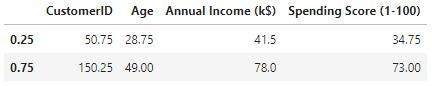 CustomerID Age Annual Income (k$) Spending Score (1-100)
0.25 50.75 28.75 41.5 34.75
0.75 150.25 49.00 78.0 73.00